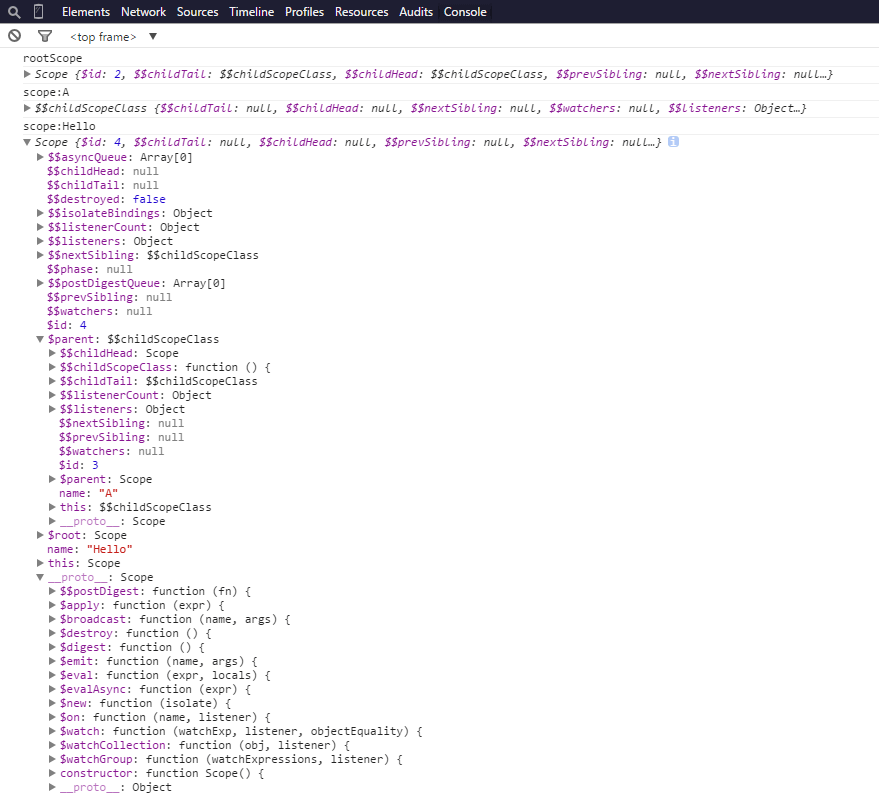 Elements Network Sources Timeline Profiles Resources Audits Console
<top frame> ▼
rootScope
▶ Scope {$id: 2, $$childTail: $$childScopeClass, $$childHead: $$childScopeClass, $$prevSibling: null, $$nextSibling: null…}
scope:A
▶ $$childScopeClass {$$childTail: null, $$childHead: null, $$nextSibling: null, $$watchers: null, $$listeners: Object…}
scope:Hello
▼ Scope {$id: 4, $$childTail: null, $$childHead: null, $$prevSibling: null, $$nextSibling: null…} i
▶ $$asyncQueue: Array[0]
$$childHead: null
$$childTail: null
$$destroyed: false
▶ $$isolateBindings: Object
▶ $$listenerCount: Object
▶ $$listeners: Object
▶ $$nextSibling: $$childScopeClass
$$phase: null
▶ $$postDigestQueue: Array[0]
$$prevSibling: null
$$watchers: null
$id: 4
▼ $parent: $$childScopeClass
▶ $$childHead: Scope
▶ $$childScopeClass: function () {
▶ $$childTail: $$childScopeClass
▶ $$listenerCount: Object
▶ $$listeners: Object
$$nextSibling: null
$$prevSibling: null
$$watchers: null
$id: 3
▶ $parent: Scope
name: "A"
▶ this: $$childScopeClass
▶ __proto__: Scope
▶ $root: Scope
name: "Hello"
▶ this: Scope
▼ __proto__: Scope
▶ $$postDigest: function (fn) {
▶ $apply: function (expr) {
▶ $broadcast: function (name, args) {
▶ $destroy: function () {
▶ $digest: function () {
▶ $emit: function (name, args) {
▶ $eval: function (expr, locals) {
▶ $evalAsync: function (expr) {
▶ $new: function (isolate) {
▶ $on: function (name, listener) {
▶ $watch: function (watchExp, listener, objectEquality) {
▶ $watchCollection: function (obj, listener) {
▶ $watchGroup: function (watchExpressions, listener) {
▶ constructor: function Scope() {
▶ __proto__: Object